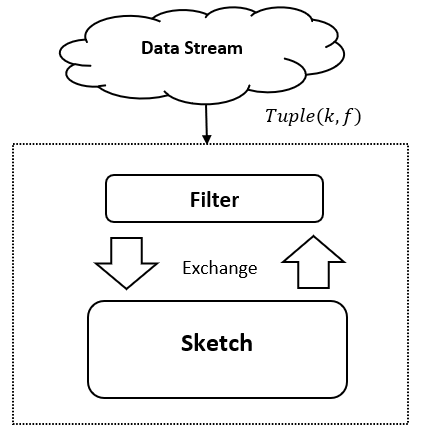 Data Stream
Tuple(k, f)
Filter
Exchange
Sketch